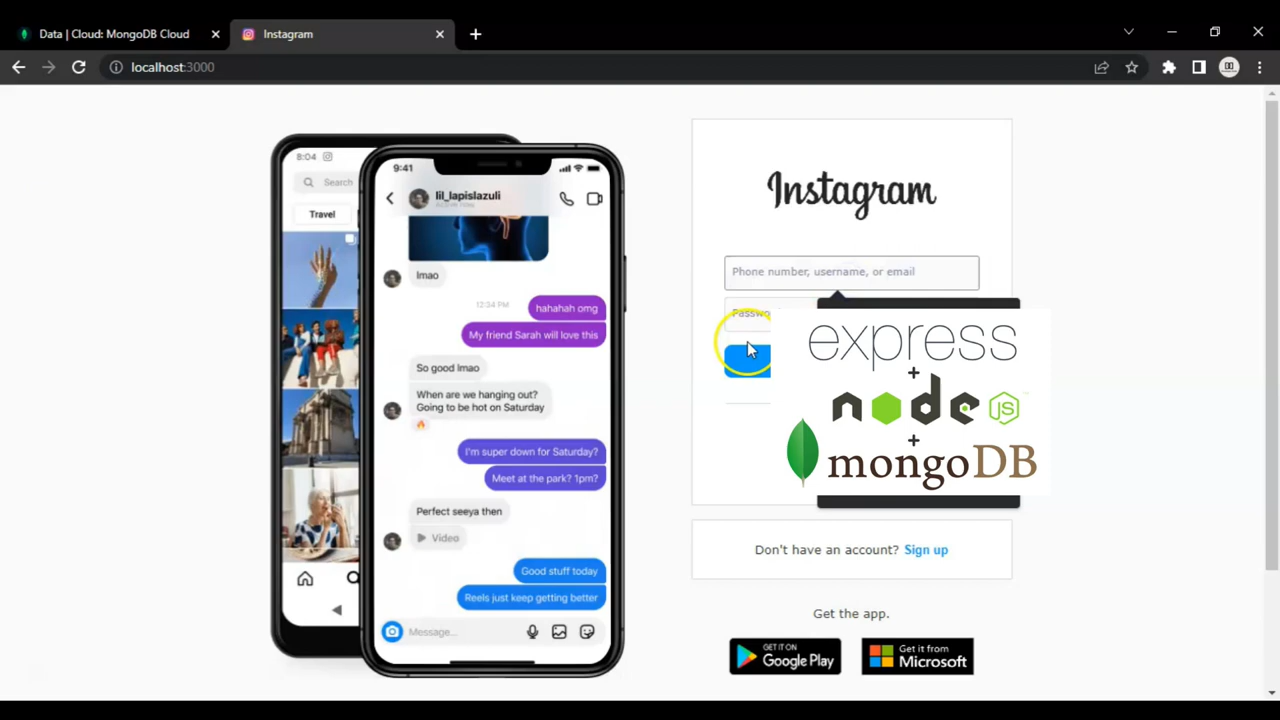 Data | Cloud: MongoDB Cloud
Instagram
localhost:3000
8:04
Search
Travel
9:41
lil_lapislazuli
lmao
12:34 PM
hahahah omg
My friend Sarah will love this
So good lmao
When are we hanging out?
Going to be hot on Saturday
I'm super down for Saturday?
Meet at the park? 1pm?
Perfect seeya then
Video
Good stuff today
Reels just keep getting better
Message...
Instagram
Phone number, username, or email
Passwo
express
+
node JS
+
mongoDB
Don't have an account? Sign up
Get the app.
GET IT ON
Google Play
Get it from
Microsoft